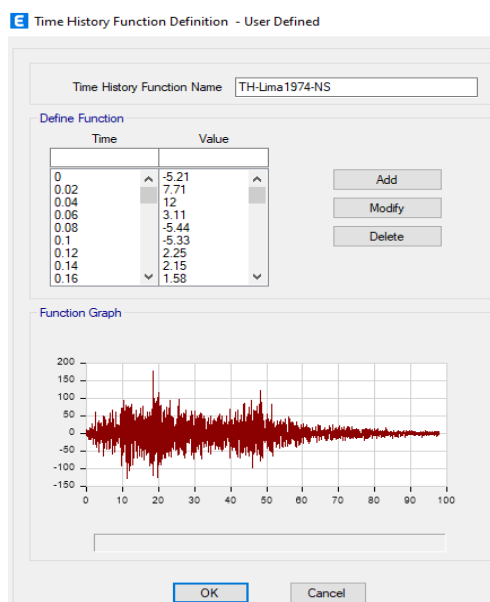 E Time History Function Definition - User Defined
Time History Function Name TH-Lima1974-NS
Define Function
Time Value
0 -5.21
0.02 7.71
0.04 12
0.06 3.11
0.08 -5.44
0.1 -5.33
0.12 2.25
0.14 2.15
0.16 1.58
Add
Modify
Delete
Function Graph
200
150
100
50
0
-50
-100
-150
0 10 20 30 40 50 60 70 80 90 100
OK Cancel